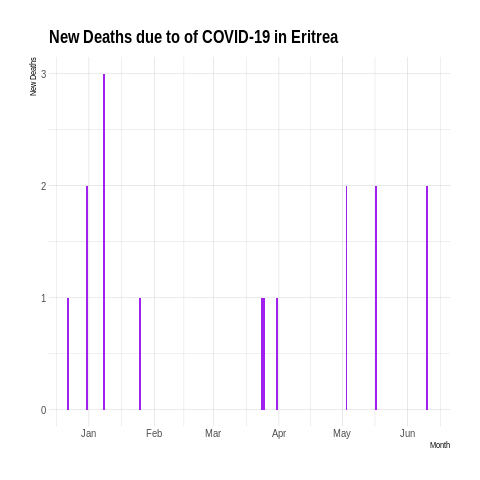 New Deaths due to of COVID-19 in Eritrea
New Deaths
3
2
1
0
Jan Feb Mar Apr May Jun
Month